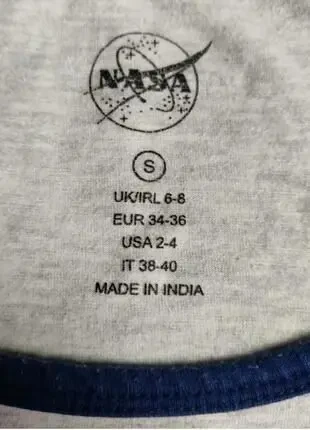 NASA
S
UK/IRL 6-8
EUR 34-36
USA 2-4
IT 38-40
MADE IN INDIA